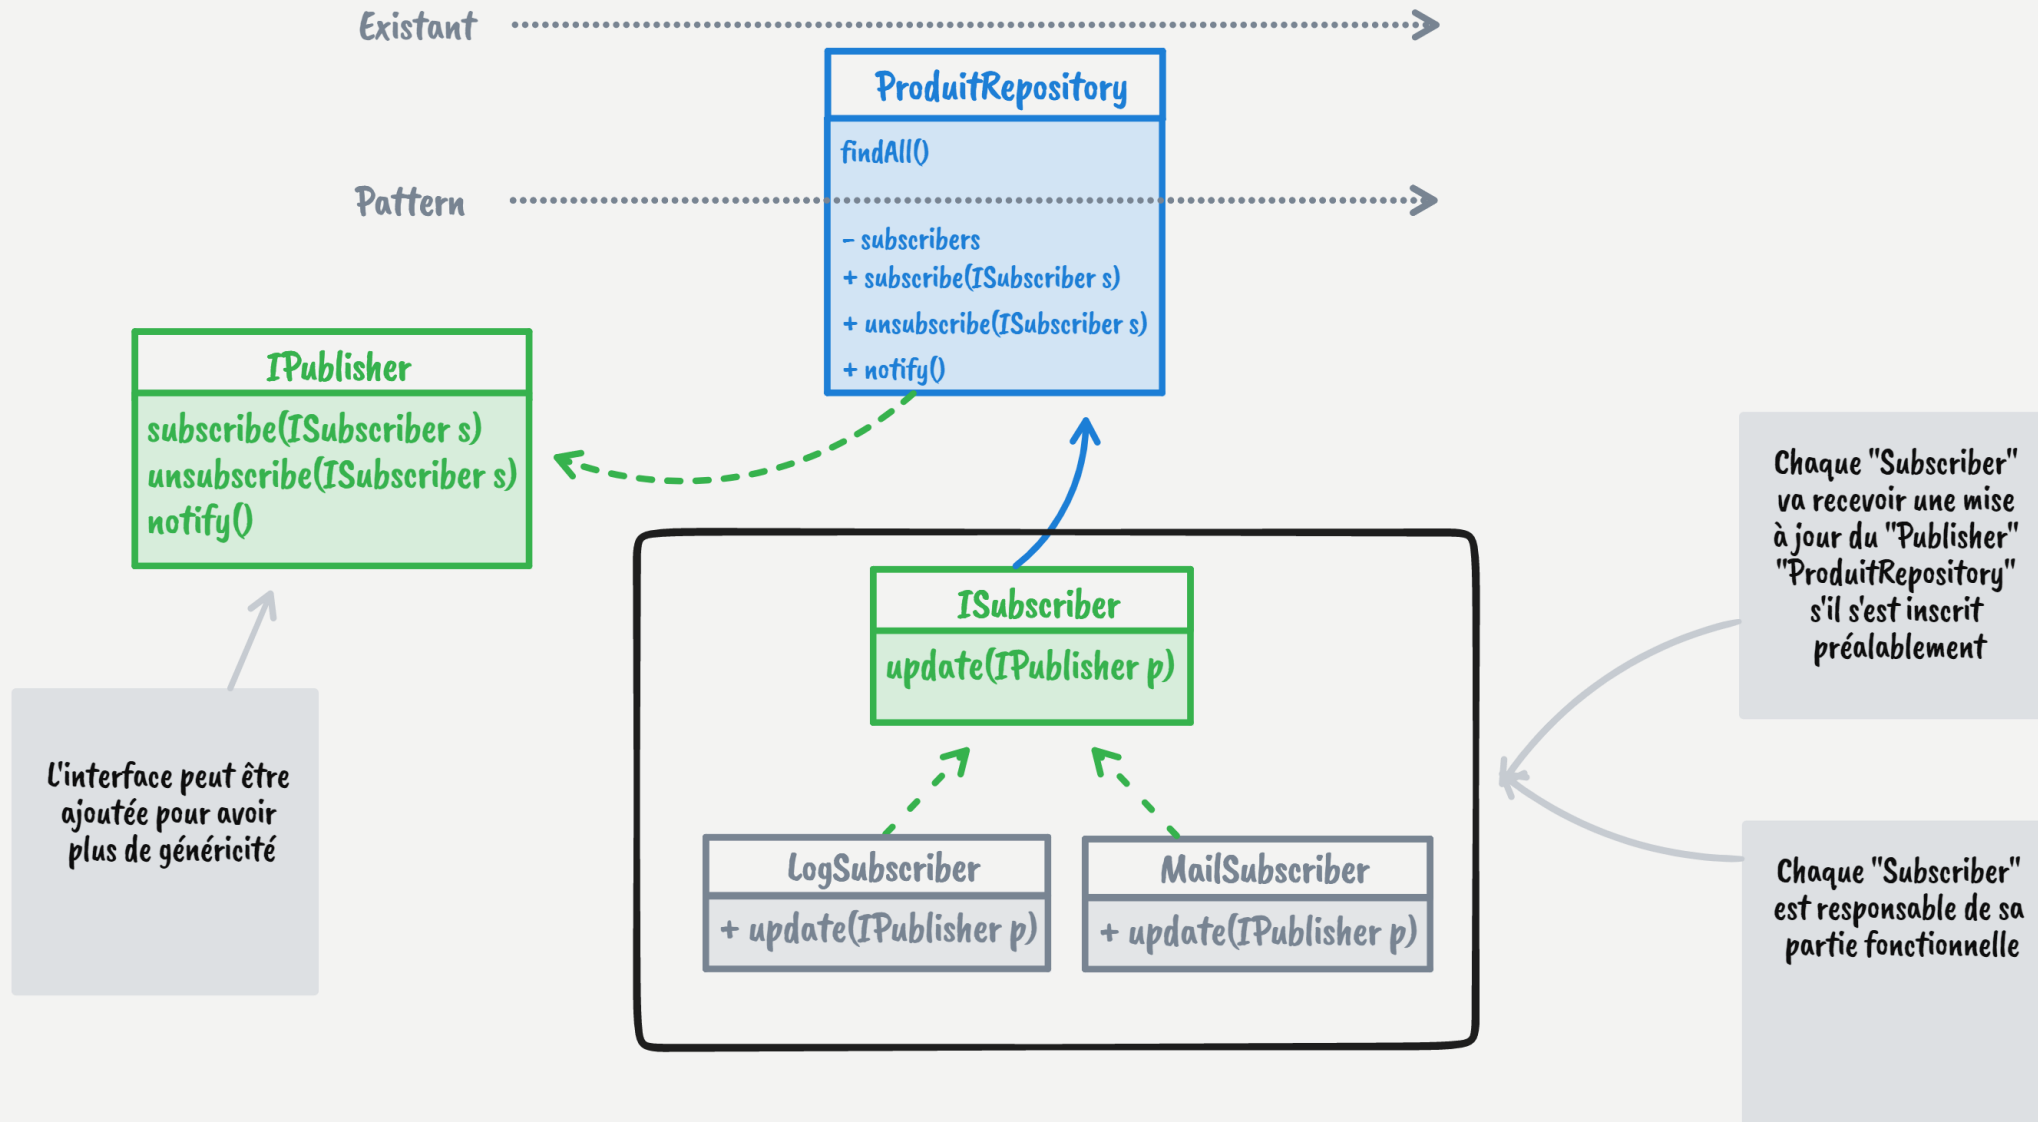 Existant
ProduitRepository
findAll()
Pattern
- subscribers
+ subscribe(ISubscriber s)
+ unsubscribe(ISubscriber s)
+ notify()
IPublisher
subscribe(ISubscriber s)
unsubscribe(ISubscriber s)
notify()
L'interface peut être
ajoutée pour avoir
plus de généricité
ISubscriber
update(IPublisher p)
LogSubscriber
+ update(IPublisher p)
MailSubscriber
+ update(IPublisher p)
Chaque "Subscriber"
va recevoir une mise
à jour du "Publisher"
"ProduitRepository"
s'il s'est inscrit
préalablement
Chaque "Subscriber"
est responsable de sa
partie fonctionnelle